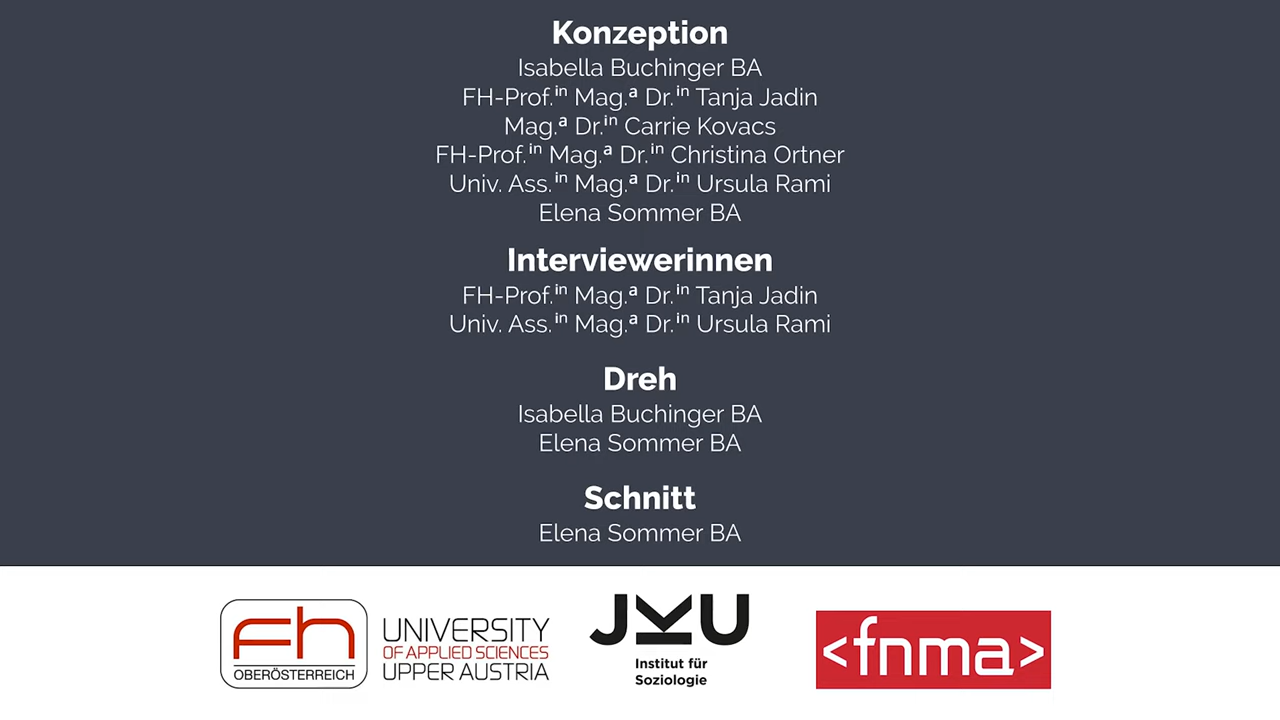 Konzeption
Isabella Buchinger BA
FH-Prof.ⁱⁿ Mag.ª Dr.ⁱⁿ Tanja Jadin
Mag.ª Dr.ⁱⁿ Carrie Kovacs
FH-Prof.ⁱⁿ Mag.ª Dr.ⁱⁿ Christina Ortner
Univ. Ass.ⁱⁿ Mag.ª Dr.ⁱⁿ Ursula Rami
Elena Sommer BA
Interviewerinnen
FH-Prof.ⁱⁿ Mag.ª Dr.ⁱⁿ Tanja Jadin
Univ. Ass.ⁱⁿ Mag.ª Dr.ⁱⁿ Ursula Rami
Dreh
Isabella Buchinger BA
Elena Sommer BA
Schnitt
Elena Sommer BA
fh
OBERÖSTERREICH
UNIVERSITY
OF APPLIED SCIENCES
UPPER AUSTRIA
JKU
Institut für
Soziologie
<fnma>